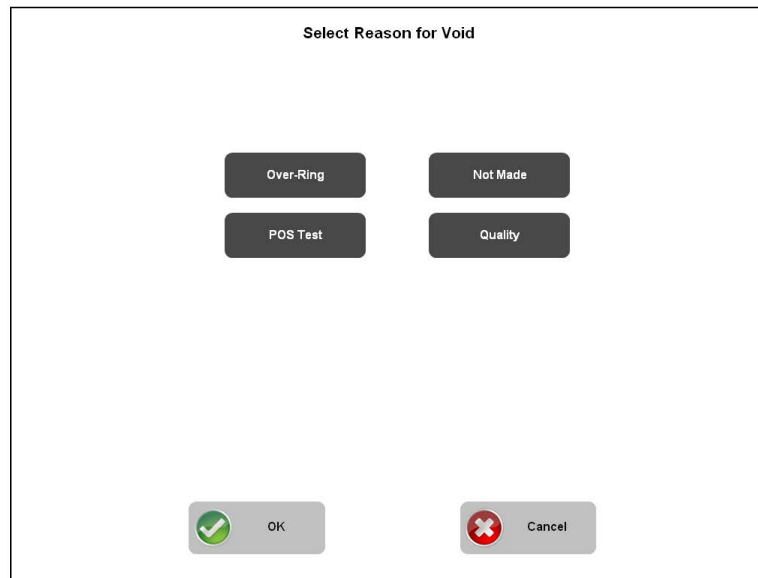 Select Reason for Void
Over-Ring
Not Made
POS Test
Quality
OK
Cancel